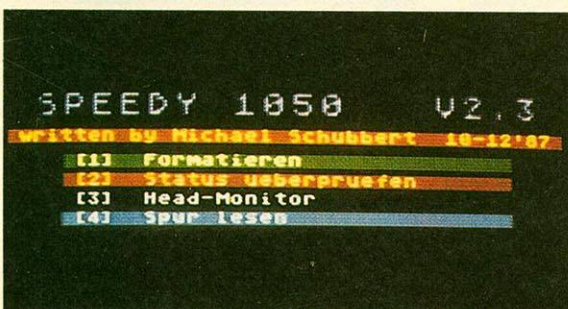 SPEEDY 1050 V2.3
written by Michael Schubbert 10-12'87
[1] Formatieren
[2] Status ueberpruefen
[3] Head-Monitor
[4] Spur lesen